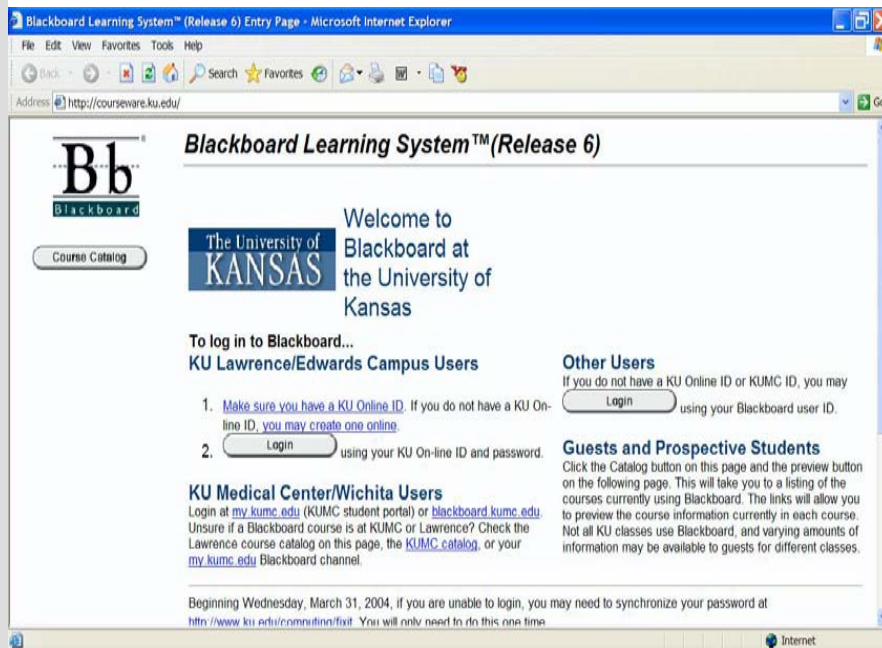 Blackboard Learning System™ (Release 6) Entry Page - Microsoft Internet Explorer
File Edit View Favorites Tools Help
Back Search Favorites
Address http://courseware.ku.edu/ Go
Bb
Blackboard
Course Catalog
Blackboard Learning System™(Release 6)
The University of
KANSAS
Welcome to
Blackboard at
the University of
Kansas
To log in to Blackboard...
KU Lawrence/Edwards Campus Users
1. Make sure you have a KU Online ID. If you do not have a KU On-
line ID, you may create one online.
2. Login using your KU On-line ID and password.
KU Medical Center/Wichita Users
Login at my.kumc.edu (KUMC student portal) or blackboard.kumc.edu.
Unsure if a Blackboard course is at KUMC or Lawrence? Check the
Lawrence course catalog on this page, the KUMC catalog, or your
my.kumc.edu Blackboard channel.
Other Users
If you do not have a KU Online ID or KUMC ID, you may
Login using your Blackboard user ID.
Guests and Prospective Students
Click the Catalog button on this page and the preview button
on the following page. This will take you to a listing of the
courses currently using Blackboard. The links will allow you
to preview the course information currently in each course.
Not all KU classes use Blackboard, and varying amounts of
information may be available to guests for different classes.
Beginning Wednesday, March 31, 2004, if you are unable to login, you may need to synchronize your password at
http://www.ku.edu/computing/fixit. You will only need to do this one time
Internet